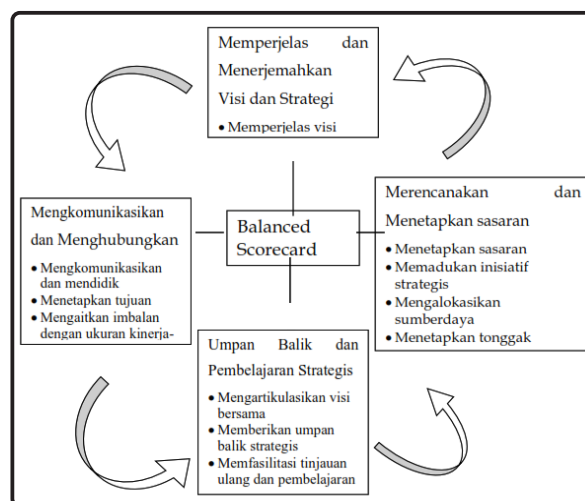 Memperjelas dan
Menerjemahkan
Visi dan Strategi
• Memperjelas visi
Mengkomunikasikan
dan Menghubungkan
• Mengkomunikasikan
dan mendidik
• Menetapkan tujuan
• Mengaitkan imbalan
dengan ukuran kinerja-
Balanced
Scorecard
Merencanakan dan
Menetapkan sasaran
• Menetapkan sasaran
• Memadukan inisiatif
strategis
• Mengalokasikan
sumberdaya
• Menetapkan tonggak
Umpan Balik dan
Pembelajaran Strategis
• Mengartikulasikan visi
bersama
• Memberikan umpan
balik strategis
• Memfasilitasi tinjauan
ulang dan pembelajaran